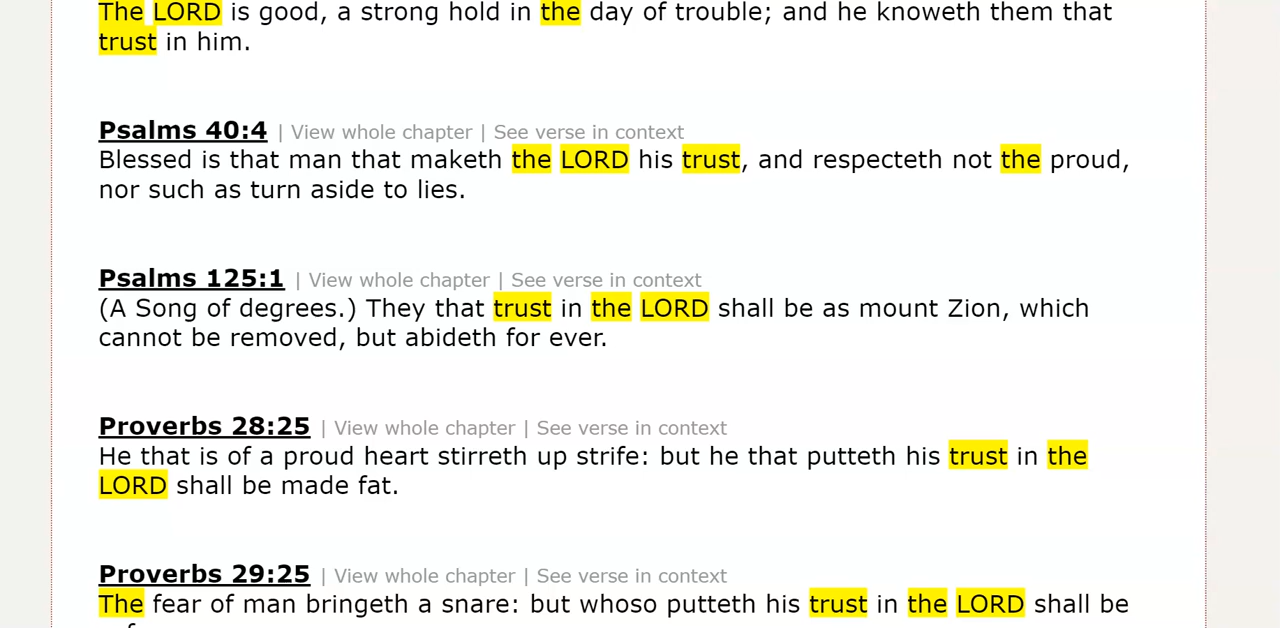 The LORD is good, a strong hold in the day of trouble; and he knoweth them that
trust in him.
Psalms 40:4 | View whole chapter | See verse in context
Blessed is that man that maketh the LORD his trust, and respecteth not the proud,
nor such as turn aside to lies.
Psalms 125:1 | View whole chapter | See verse in context
(A Song of degrees.) They that trust in the LORD shall be as mount Zion, which
cannot be removed, but abideth for ever.
Proverbs 28:25 | View whole chapter | See verse in context
He that is of a proud heart stirreth up strife: but he that putteth his trust in the
LORD shall be made fat.
Proverbs 29:25 | View whole chapter | See verse in context
The fear of man bringeth a snare: but whoso putteth his trust in the LORD shall be